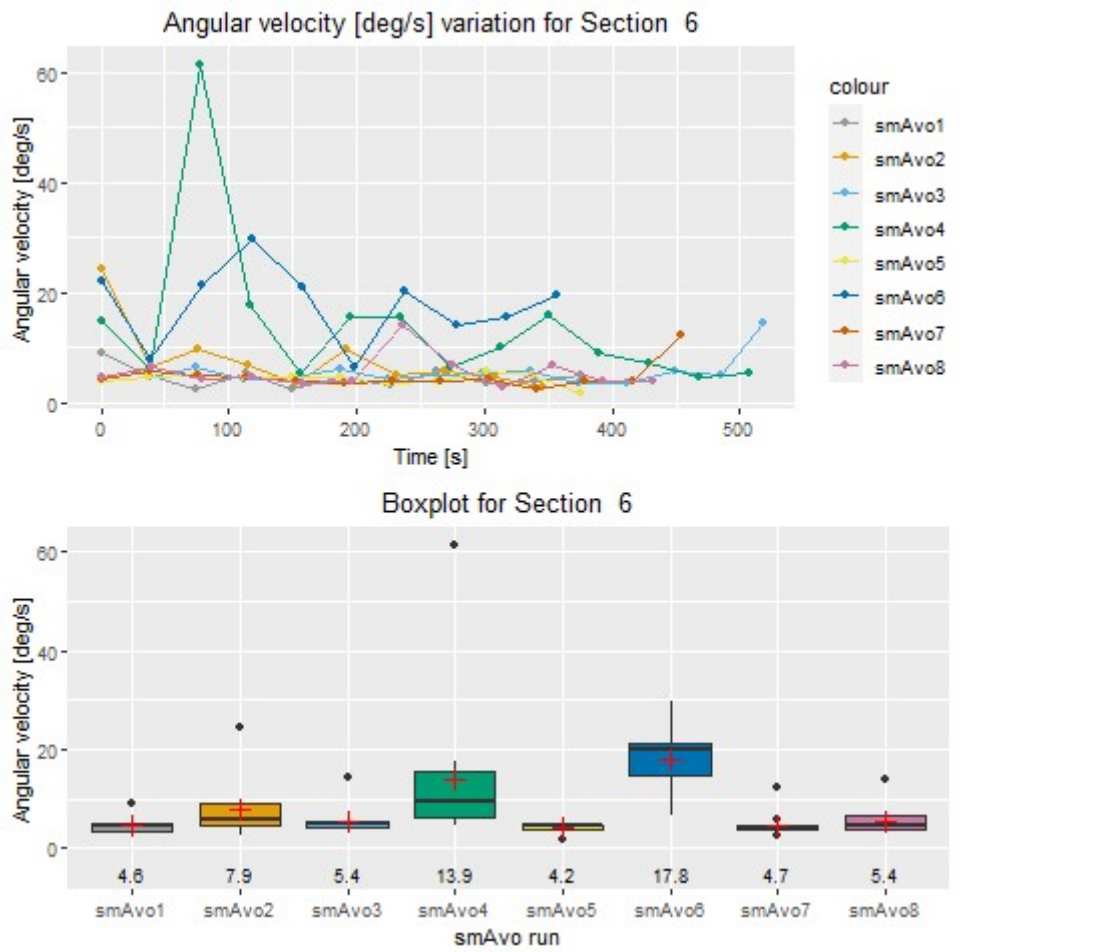 Angular velocity [deg/s] variation for Section  6
60
40
20
0
Angular velocity [deg/s]
0 100 200 300 400 500
Time [s]
colour
smAvo1
smAvo2
smAvo3
smAvo4
smAvo5
smAvo6
smAvo7
smAvo8
Boxplot for Section  6
60
40
20
0
Angular velocity [deg/s]
4.6 7.9 5.4 13.9 4.2 17.8 4.7 5.4
smAvo1 smAvo2 smAvo3 smAvo4 smAvo5 smAvo6 smAvo7 smAvo8
smAvo run